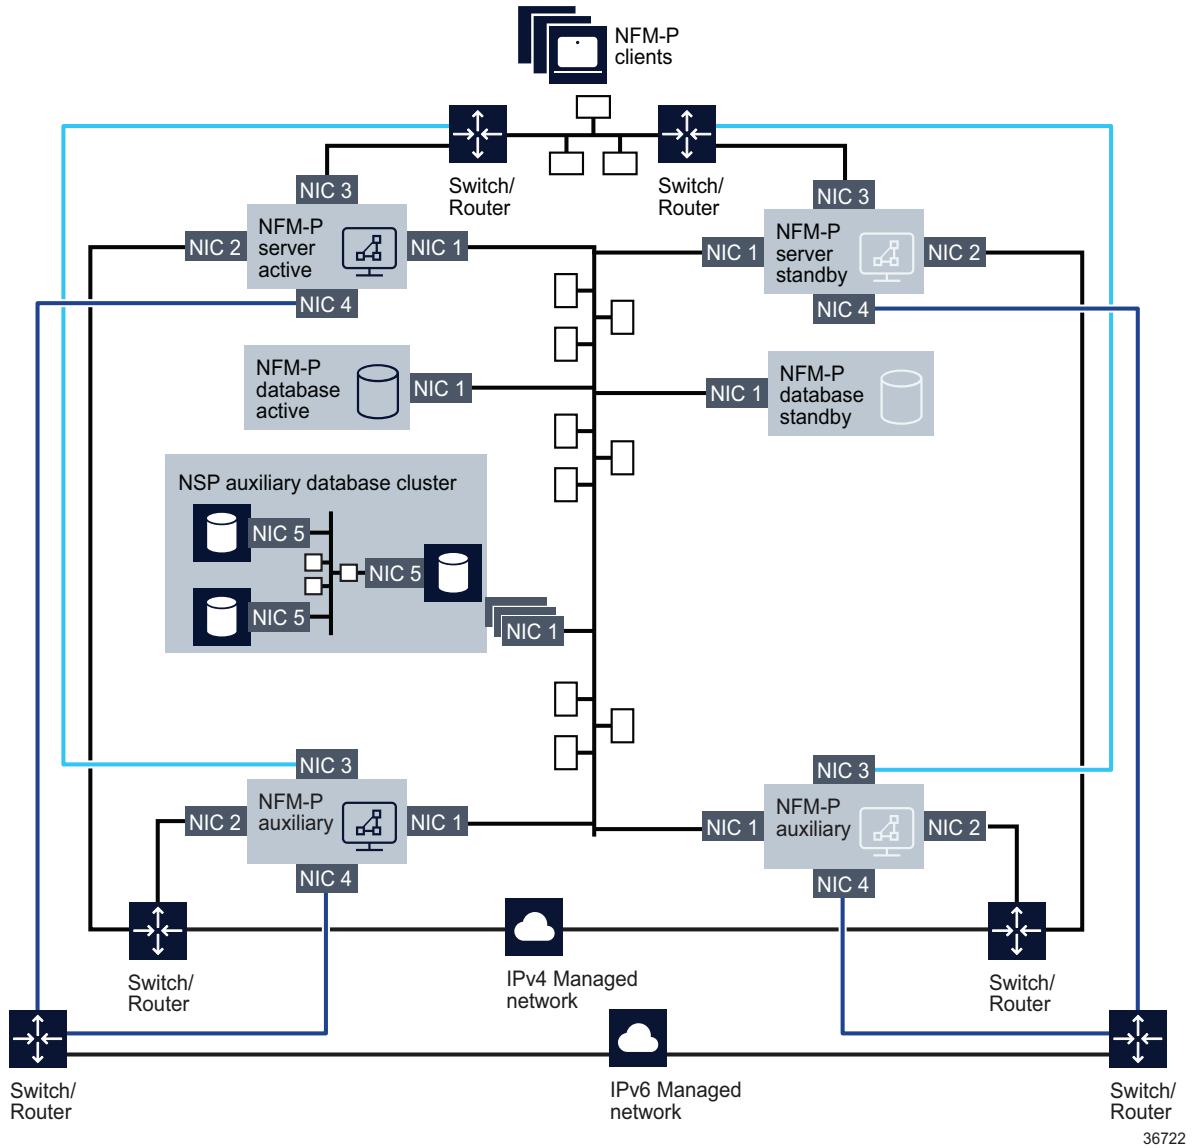 NFM-P
clients
Switch/
Router
Switch/
Router
NIC 3
NFM-P
server
active
NIC 2
NIC 1
NIC 4
NIC 3
NFM-P
server
standby
NIC 1
NIC 2
NIC 4
NFM-P
database
active
NIC 1
NIC 1
NFM-P
database
standby
NSP auxiliary database cluster
NIC 5
NIC 5
NIC 5
NIC 1
NIC 3
NFM-P
auxiliary
NIC 2
NIC 1
NIC 4
NIC 3
NFM-P
auxiliary
NIC 1
NIC 2
NIC 4
Switch/
Router
IPv4 Managed
network
Switch/
Router
Switch/
Router
IPv6 Managed
network
Switch/
Router
36722